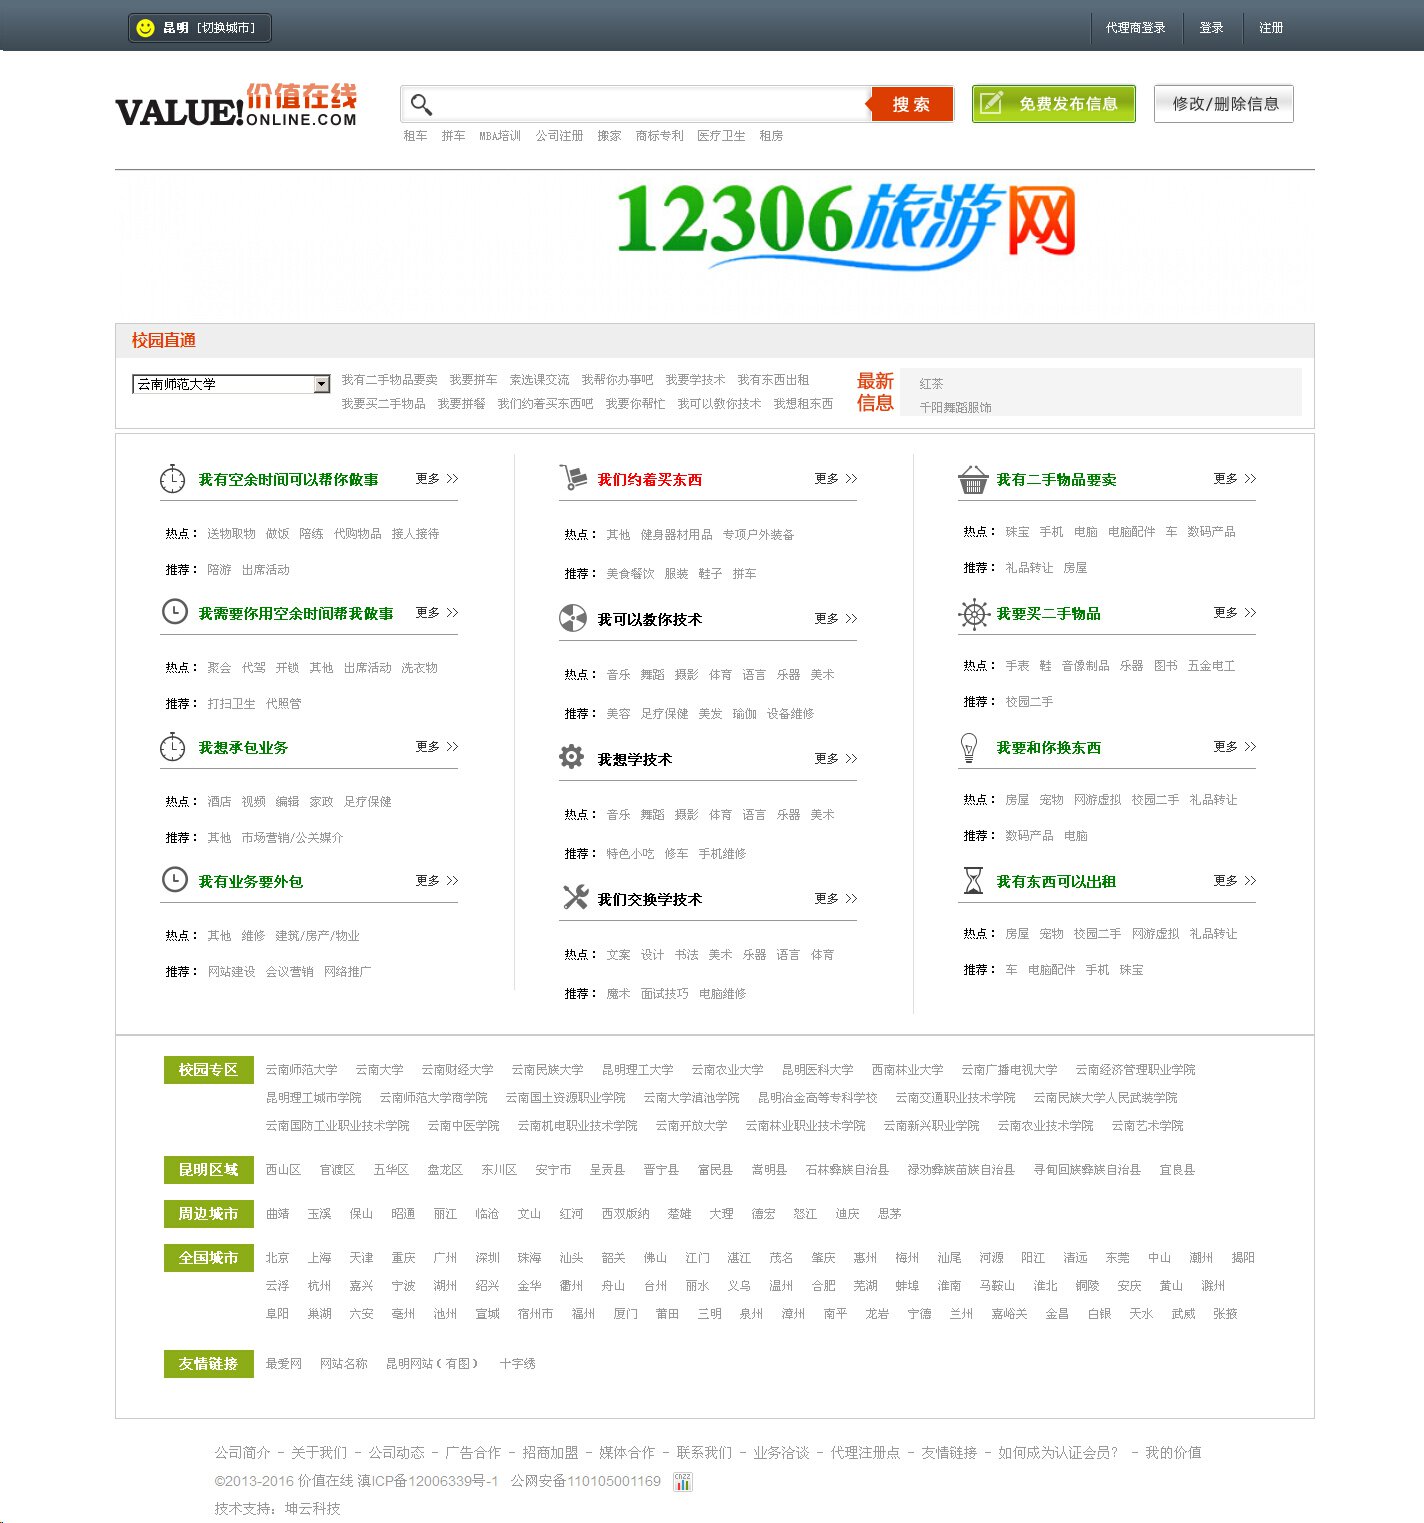 昆明 [切换城市] 代理商登录 登录 注册
VALUE! 价值在线
ONLINE.COM
搜 索 免费发布信息 修改/删除信息
租车 拼车 MBA培训 公司注册 搬家 商标专利 医疗卫生 租房
12306旅游网
校园直通
云南师范大学
我有二手物品要卖 我要拼车 索选课交流 我帮你办事吧 我要学技术 我有东西出租
我要买二手物品 我要拼餐 我们约着买东西吧 我要你帮忙 我可以教你技术 我想租东西
最新
信息
红茶
千阳舞蹈服饰
我有空余时间可以帮你做事 更多 >>
热点： 送物取物 做饭 陪练 代购物品 接人接待
推荐： 陪游 出席活动
我需要你用空余时间帮我做事 更多 >>
热点： 聚会 代驾 开锁 其他 出席活动 洗衣物
推荐： 打扫卫生 代照管
我想承包业务 更多 >>
热点： 酒店 视频 编辑 家政 足疗保健
推荐： 其他 市场营销/公关媒介
我有业务要外包 更多 >>
热点： 其他 维修 建筑/房产/物业
推荐： 网站建设 会议营销 网络推广
我们约着买东西 更多 >>
热点： 其他 健身器材用品 专项户外装备
推荐： 美食餐饮 服装 鞋子 拼车
我可以教你技术 更多 >>
热点： 音乐 舞蹈 摄影 体育 语言 乐器 美术
推荐： 美容 足疗保健 美发 瑜伽 设备维修
我想学技术 更多 >>
热点： 音乐 舞蹈 摄影 体育 语言 乐器 美术
推荐： 特色小吃 修车 手机维修
我们交换学技术 更多 >>
热点： 文案 设计 书法 美术 乐器 语言 体育
推荐： 魔术 面试技巧 电脑维修
我有二手物品要卖 更多 >>
热点： 珠宝 手机 电脑 电脑配件 车 数码产品
推荐： 礼品转让 房屋
我要买二手物品 更多 >>
热点： 手表 鞋 音像制品 乐器 图书 五金电工
推荐： 校园二手
我要和你换东西 更多 >>
热点： 房屋 宠物 网游虚拟 校园二手 礼品转让
推荐： 数码产品 电脑
我有东西可以出租 更多 >>
热点： 房屋 宠物 校园二手 网游虚拟 礼品转让
推荐： 车 电脑配件 手机 珠宝
校园专区 云南师范大学 云南大学 云南财经大学 云南民族大学 昆明理工大学 云南农业大学 昆明医科大学 西南林业大学 云南广播电视大学 云南经济管理职业学院
昆明理工城市学院 云南师范大学商学院 云南国土资源职业学院 云南大学滇池学院 昆明冶金高等专科学校 云南交通职业技术学院 云南民族大学人民武装学院
云南国防工业职业技术学院 云南中医学院 云南机电职业技术学院 云南开放大学 云南林业职业技术学院 云南新兴职业学院 云南农业技术学院 云南艺术学院
昆明区域 西山区 官渡区 五华区 盘龙区 东川区 安宁市 呈贡县 晋宁县 富民县 嵩明县 石林彝族自治县 禄劝彝族苗族自治县 寻甸回族彝族自治县 宜良县
周边城市 曲靖 玉溪 保山 昭通 丽江 临沧 文山 红河 西双版纳 楚雄 大理 德宏 怒江 迪庆 思茅
全国城市 北京 上海 天津 重庆 广州 深圳 珠海 汕头 韶关 佛山 江门 湛江 茂名 肇庆 惠州 梅州 汕尾 河源 阳江 清远 东莞 中山 潮州 揭阳
云浮 杭州 嘉兴 宁波 湖州 绍兴 金华 衢州 舟山 台州 丽水 义乌 温州 合肥 芜湖 蚌埠 淮南 马鞍山 淮北 铜陵 安庆 黄山 滁州
阜阳 巢湖 六安 亳州 池州 宣城 宿州市 福州 厦门 莆田 三明 泉州 漳州 南平 龙岩 宁德 兰州 嘉峪关 金昌 白银 天水 武威 张掖
友情链接 最爱网 网站名称 昆明网站（有图） 十字绣
公司简介 - 关于我们 - 公司动态 - 广告合作 - 招商加盟 - 媒体合作 - 联系我们 - 业务洽谈 - 代理注册点 - 友情链接 - 如何成为认证会员？ - 我的价值
©2013-2016 价值在线 滇ICP备12006339号-1 公网安备110105001169 CNZZ
技术支持：坤云科技